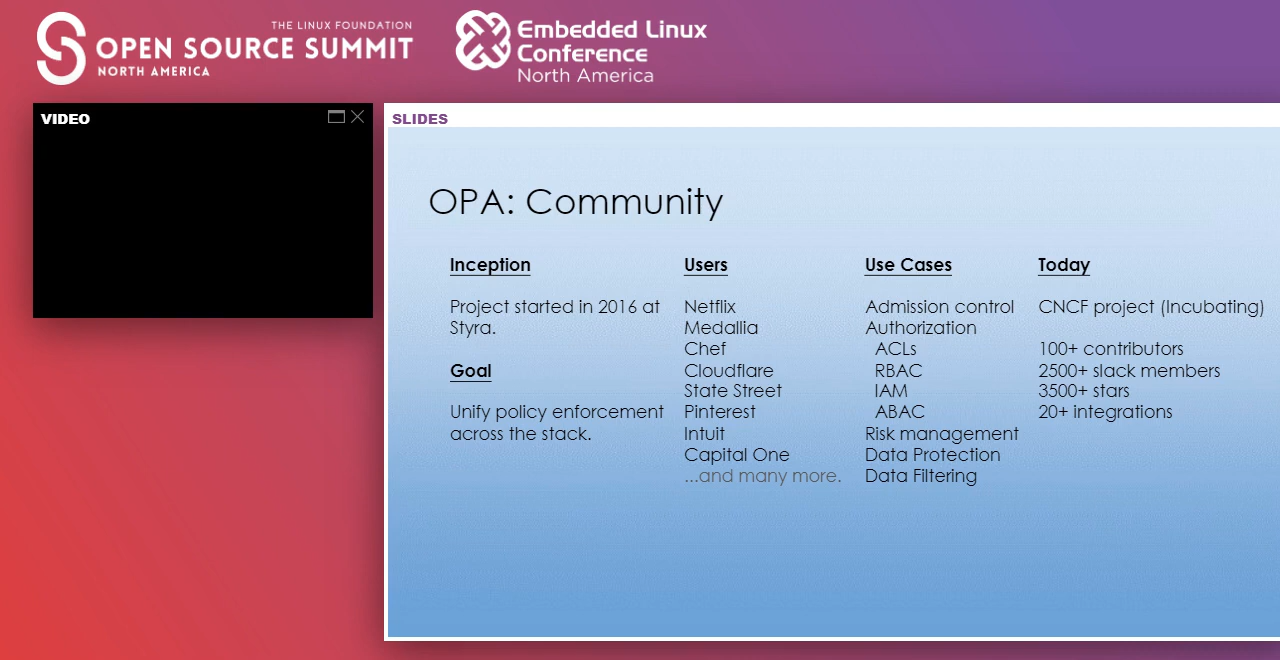 THE LINUX FOUNDATION
OPEN SOURCE SUMMIT
NORTH AMERICA
Embedded Linux
Conference
North America
VIDEO
SLIDES
OPA: Community
Inception
Project started in 2016 at
Styra.
Goal
Unify policy enforcement
across the stack.
Users
Netflix
Medallia
Chef
Cloudflare
State Street
Pinterest
Intuit
Capital One
...and many more.
Use Cases
Admission control
Authorization
ACLs
RBAC
IAM
ABAC
Risk management
Data Protection
Data Filtering
Today
CNCF project (Incubating)
100+ contributors
2500+ slack members
3500+ stars
20+ integrations